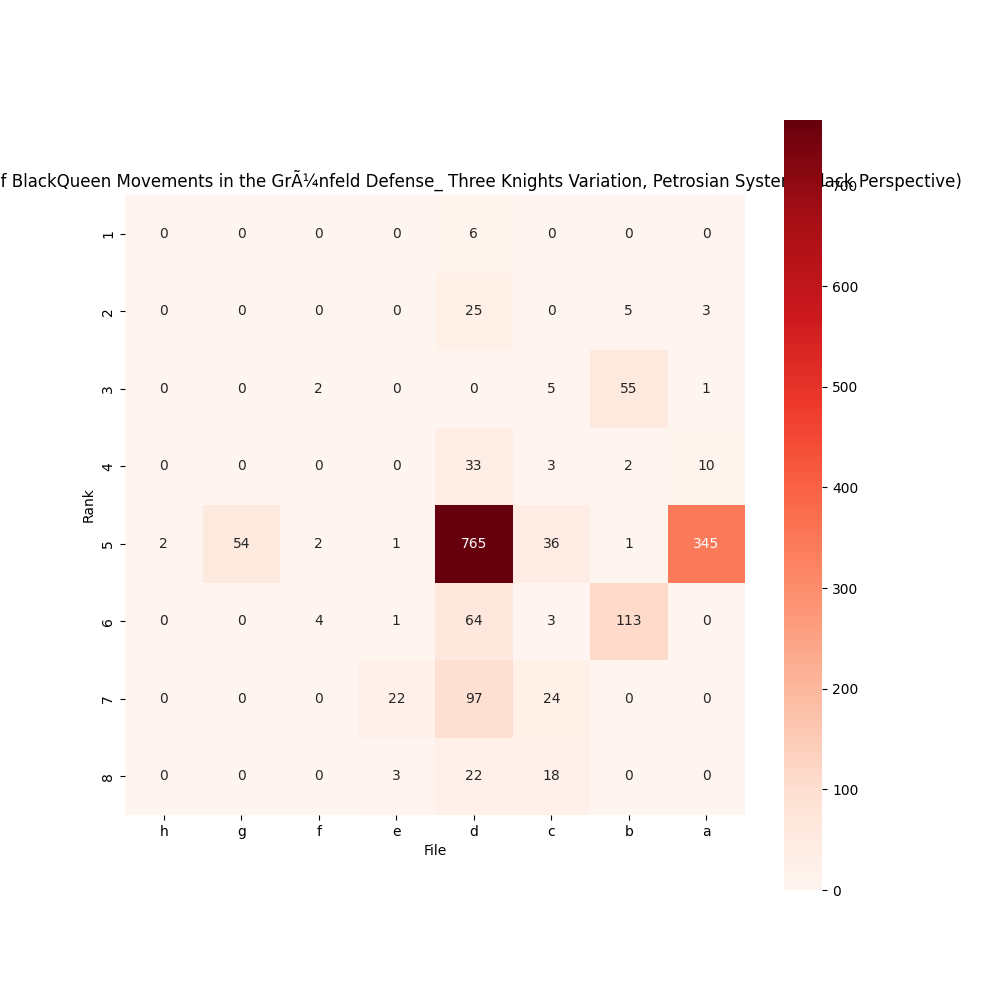 f BlackQueen Movements in the GrÃ¼nfeld Defense_ Three Knights Variation, Petrosian System Black Perspective)
700
1 0 0 0 0 6 0 0 0
600
2 0 0 0 0 25 0 5 3
3 0 0 2 0 0 5 55 1
500
4 0 0 0 0 33 3 2 10
400
Rank
5 2 54 2 1 765 36 1 345
300
6 0 0 4 1 64 3 113 0
200
7 0 0 0 22 97 24 0 0
100
8 0 0 0 3 22 18 0 0
h g f e d c b a
File
0